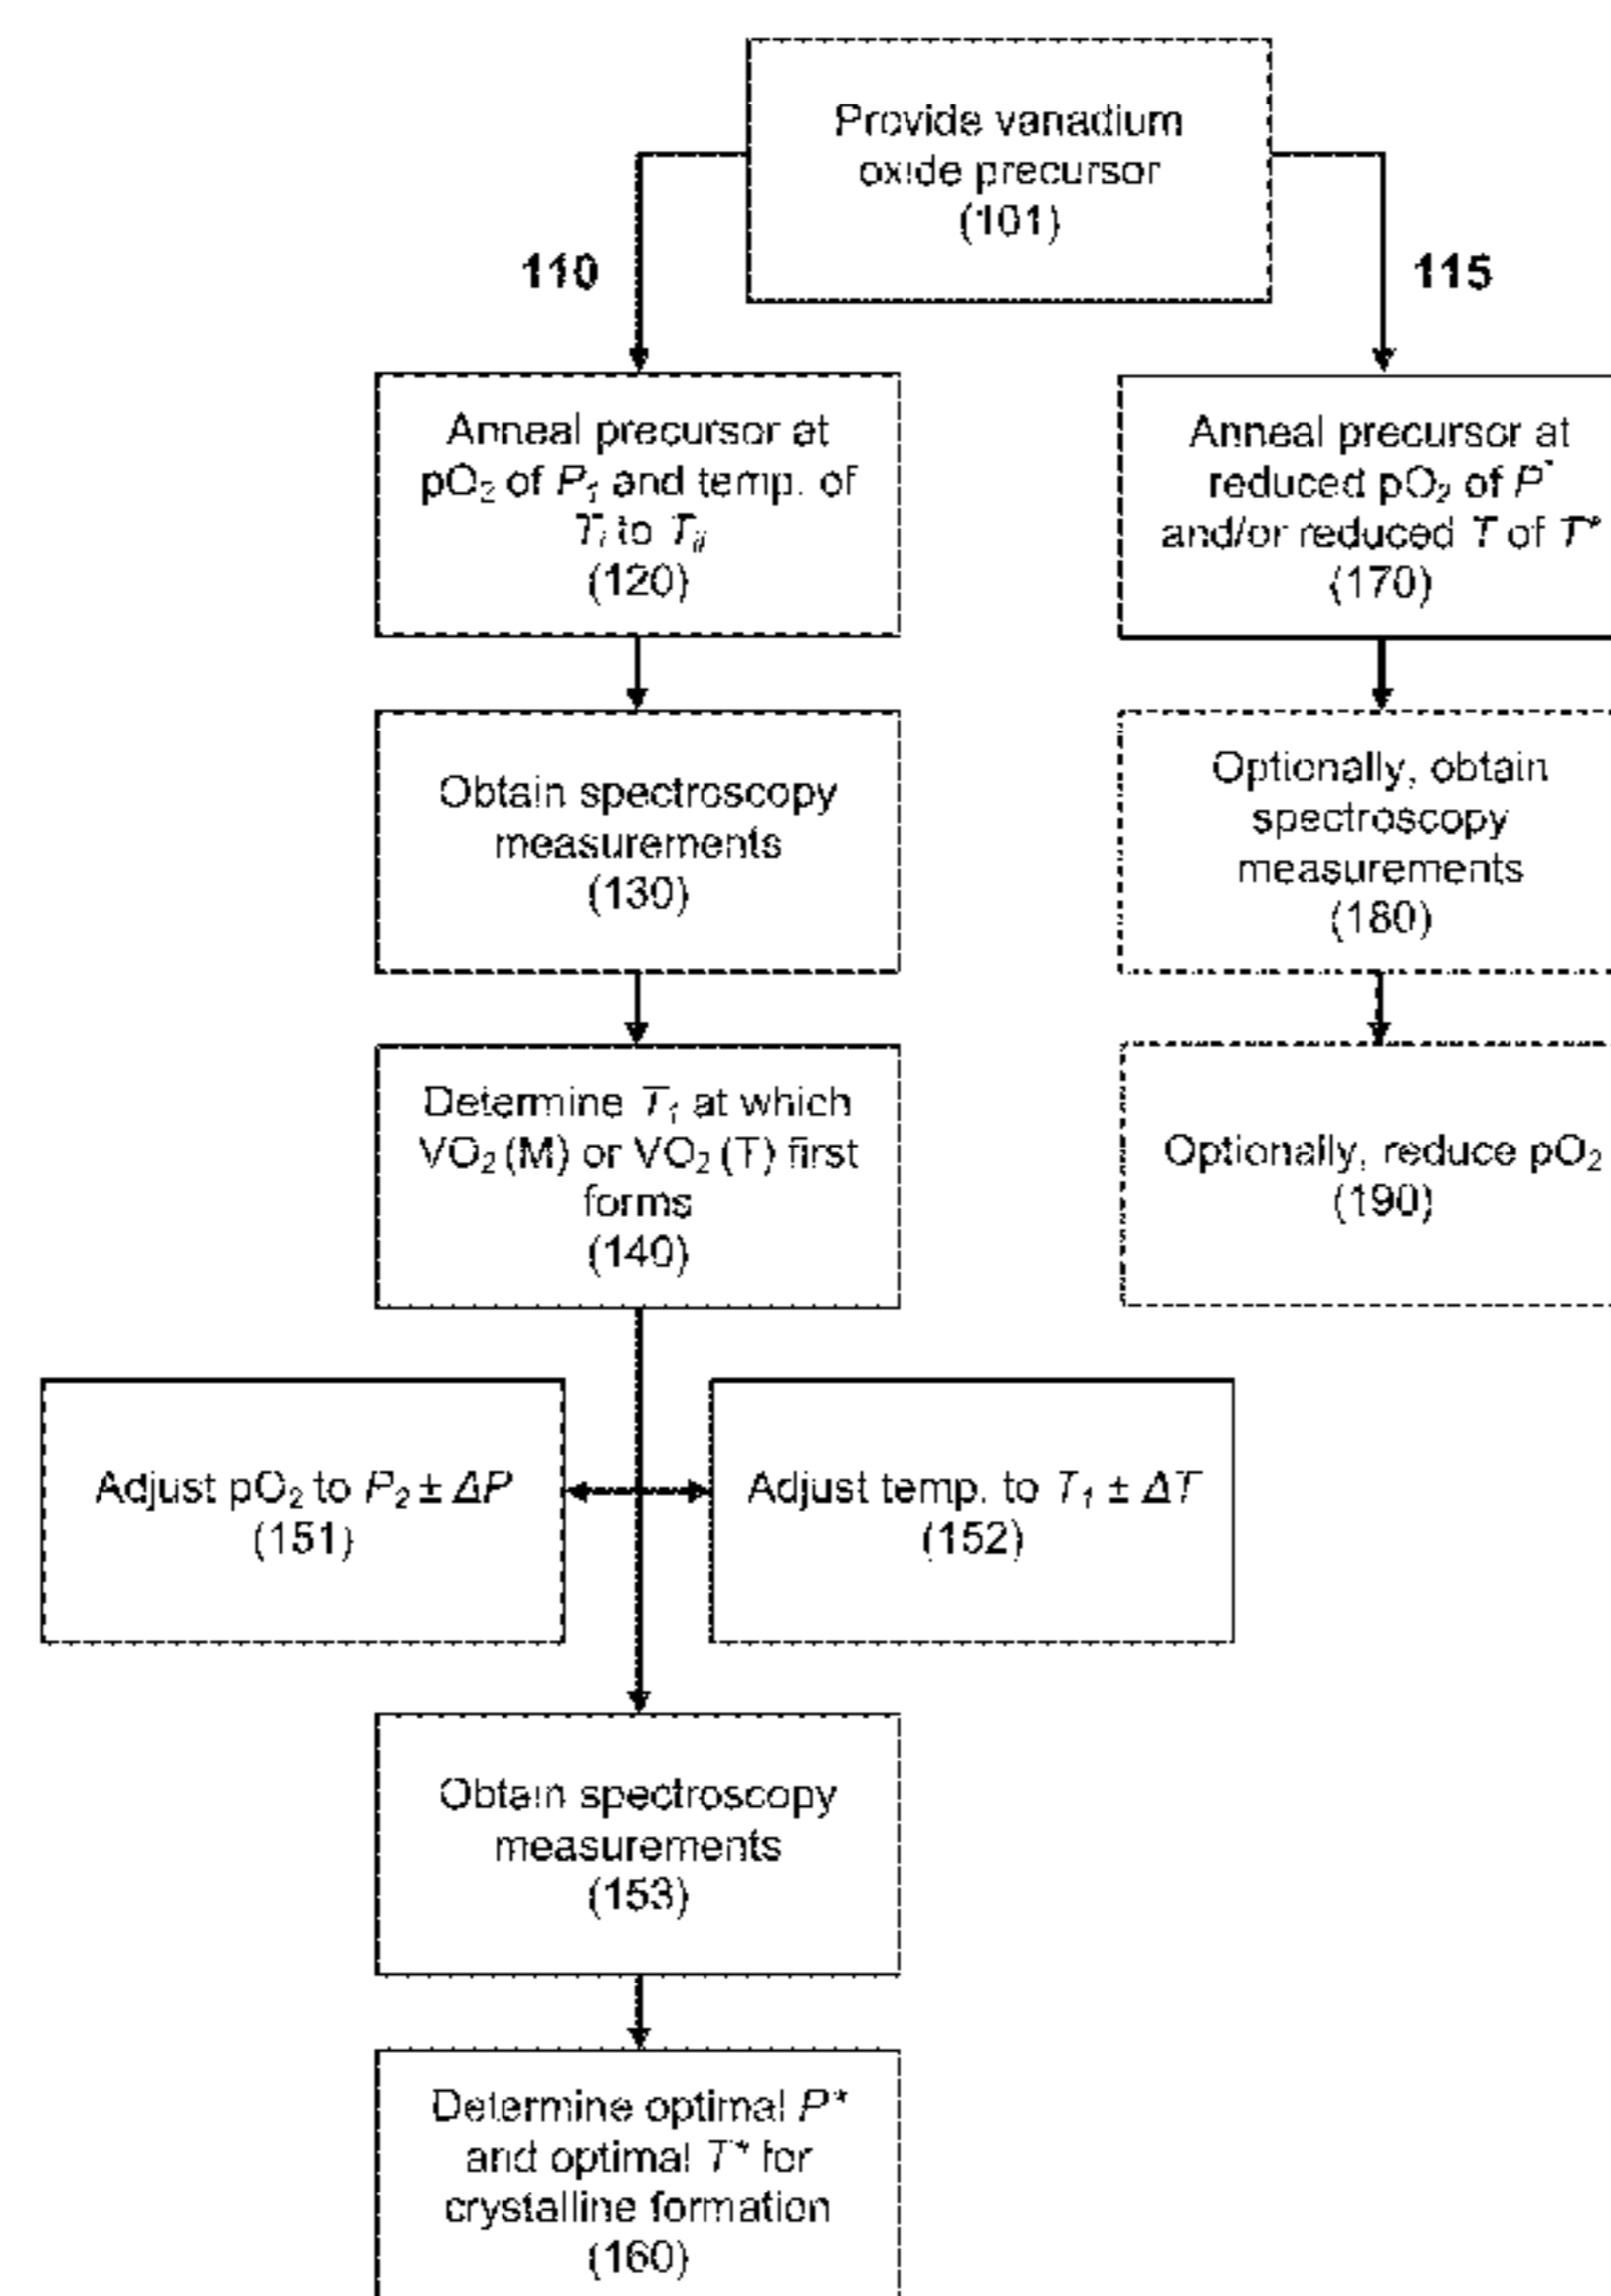 Provide vanadium
oxide precursor
(101)
110
115
Anneal precursor at
pO₂ of P₁ and temp. of
Tᵢ to Tᵢᵢ
(120)
Anneal precursor at
reduced pO₂ of P*
and/or reduced T of T*
(170)
Obtain spectroscopy
measurements
(130)
Optionally, obtain
spectroscopy
measurements
(180)
Determine T₁ at which
VO₂ (M) or VO₂ (T) first
forms
(140)
Optionally, reduce pO₂
(190)
Adjust pO₂ to P₂ ± ΔP
(151)
Adjust temp. to T₁ ± ΔT
(152)
Obtain spectroscopy
measurements
(153)
Determine optimal P*
and optimal T* for
crystalline formation
(160)